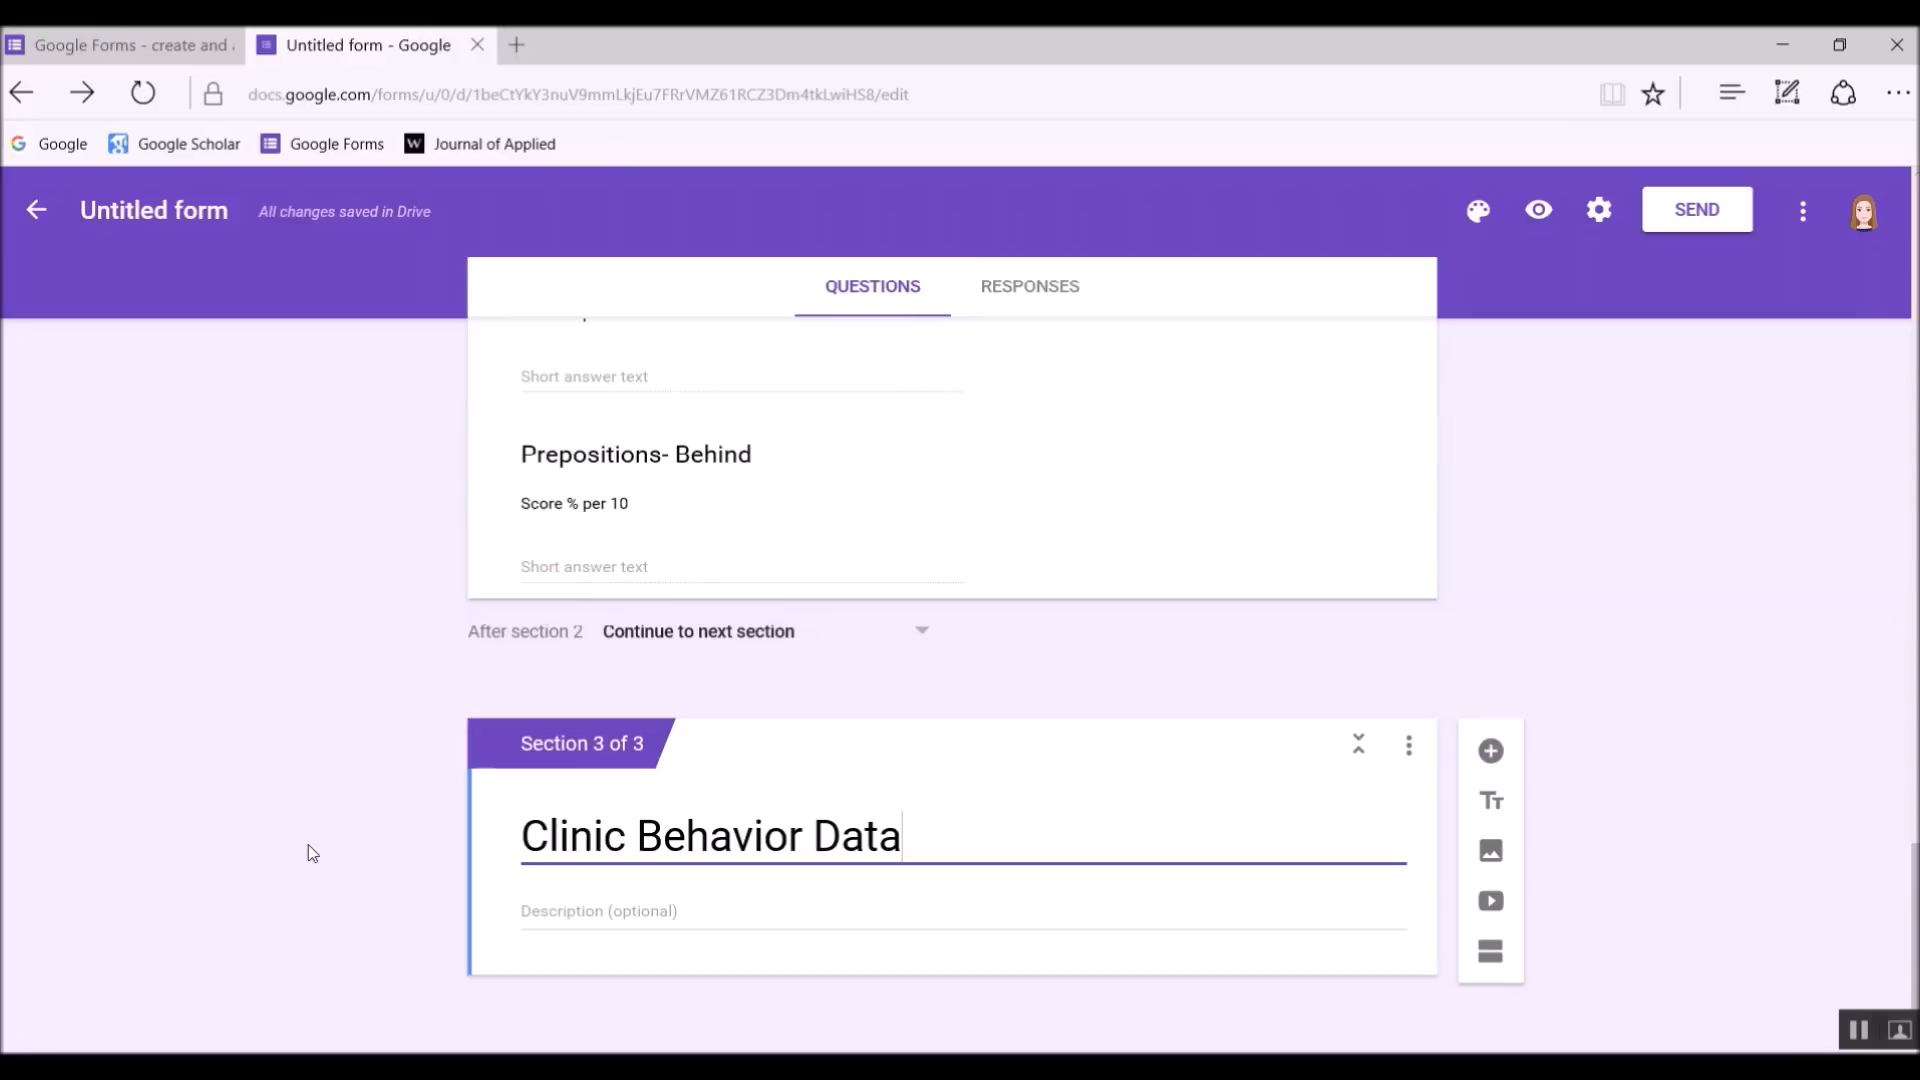 Google Forms - create and
Untitled form - Google
docs.google.com/forms/u/0/d/1beCtYkY3nuV9mmLkjEu7FRrVMZ61RCZ3Dm4tkLwiHS8/edit
Google
Google Scholar
Google Forms
W
Journal of Applied
Untitled form
All changes saved in Drive
SEND
QUESTIONS
RESPONSES
Short answer text
Prepositions- Behind
Score % per 10
Short answer text
After section 2 Continue to next section
Section 3 of 3
Clinic Behavior Data
Description (optional)